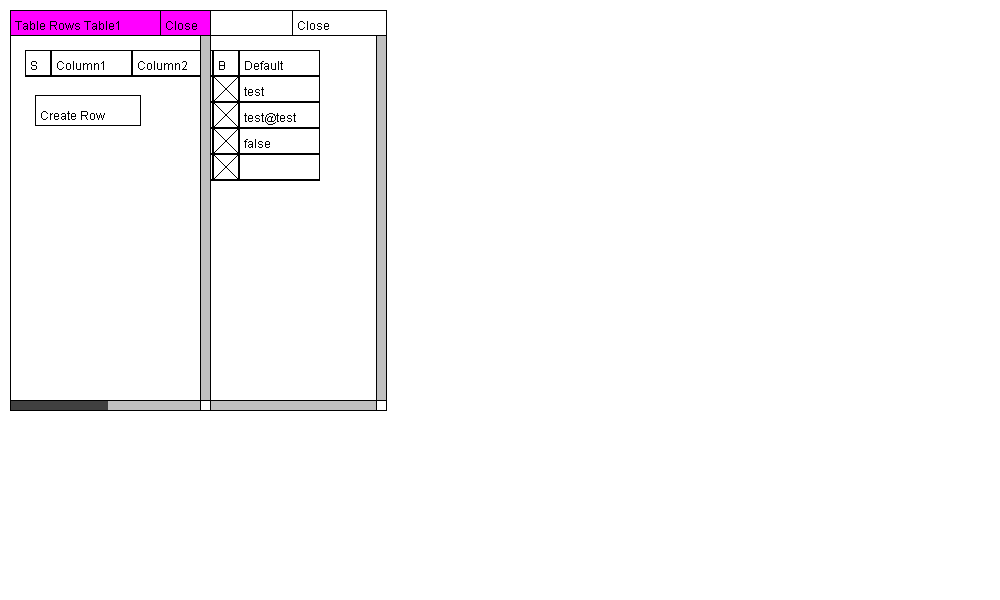 Table Rows Table1 Close Close
S Column1 Column2 B Default
test
Create Row
test@test
false